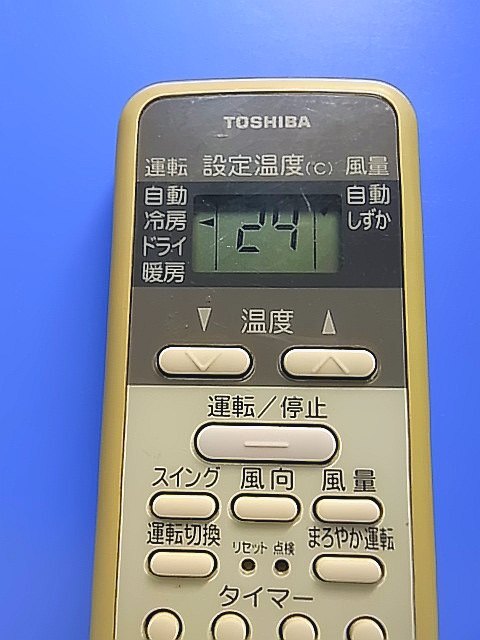 TOSHIBA
運転 設定温度(℃) 風量
自動 自動
冷房 24 しずか
ドライ
暖房
▽ 温度 △
運転/停止
スイング 風向 風量
運転切換 リセット 点検 まろやか運転
タイマー